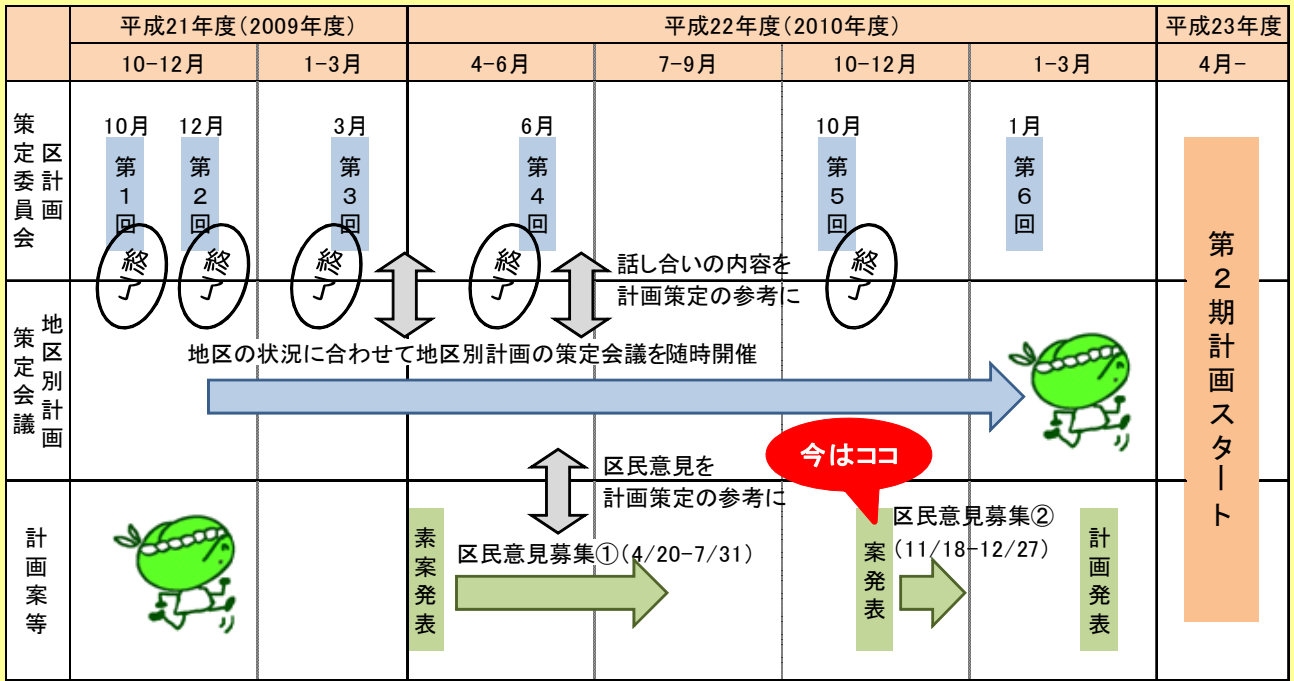 平成21年度(2009年度)
平成22年度(2010年度)
平成23年度
10-12月
1-3月
4-6月
7-9月
10-12月
1-3月
4月-
区計画
策定委員会
10月
第1回
終了
12月
第2回
終了
3月
第3回
終了
6月
第4回
終了
10月
第5回
終了
1月
第6回
話し合いの内容を
計画策定の参考に
地区別計画
策定会議
地区の状況に合わせて地区別計画の策定会議を随時開催
区民意見を
計画策定の参考に
今はココ
計画案等
素案発表
区民意見募集①(4/20-7/31)
案発表
区民意見募集②
(11/18-12/27)
計画発表
第2期計画スタート